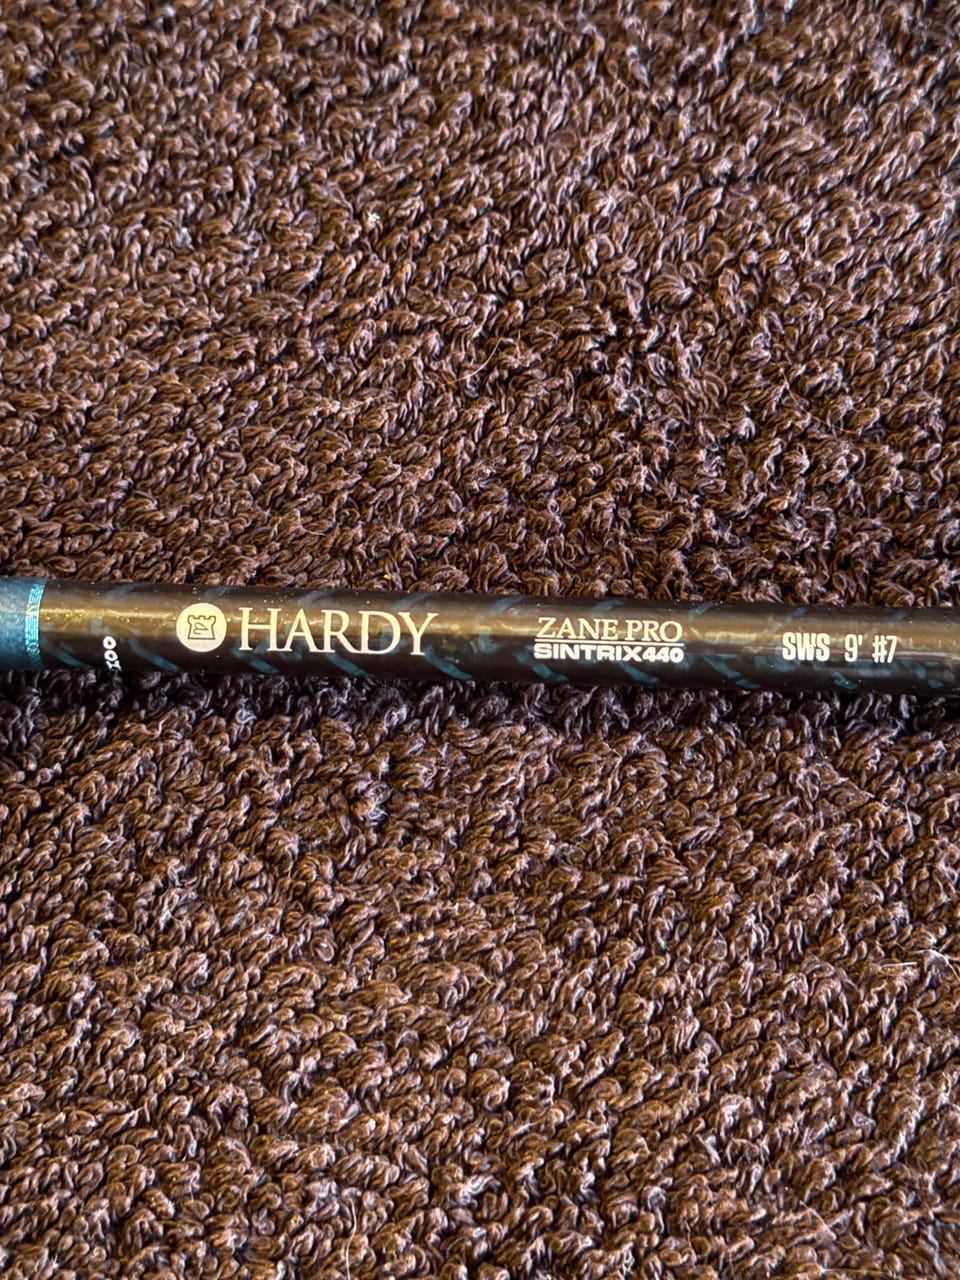 HARDY
ZANE PRO
SINTRIX440
SWS 9' #7